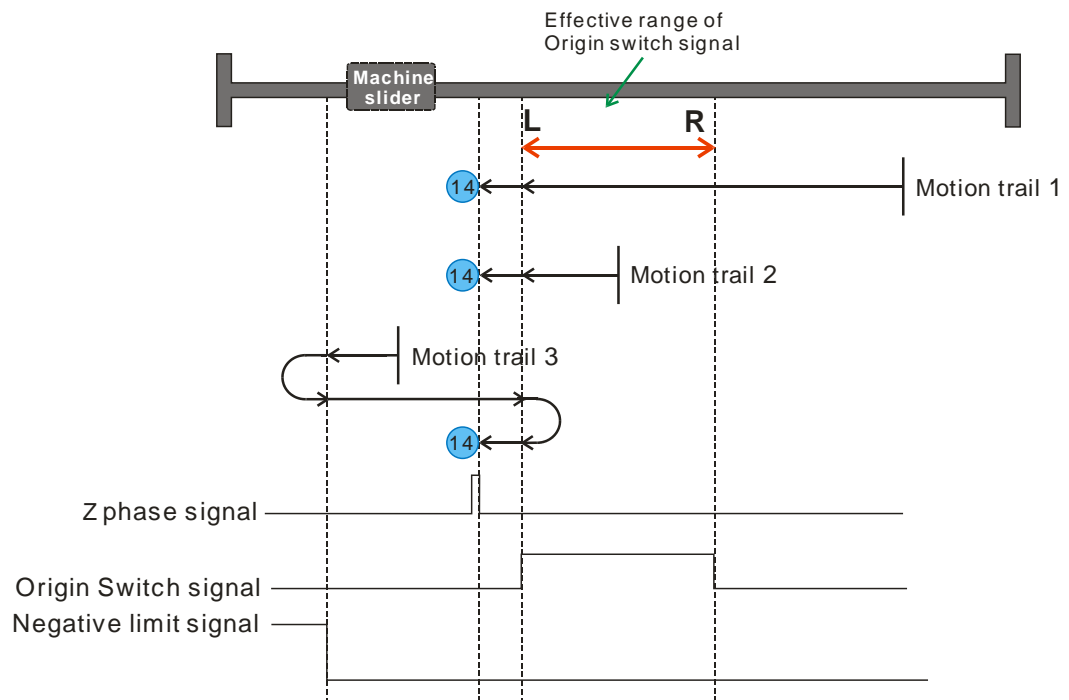 Effective range of
Origin switch signal
Machine
slider
L
R
14
Motion trail 1
14
Motion trail 2
Motion trail 3
14
Z phase signal
Origin Switch signal
Negative limit signal